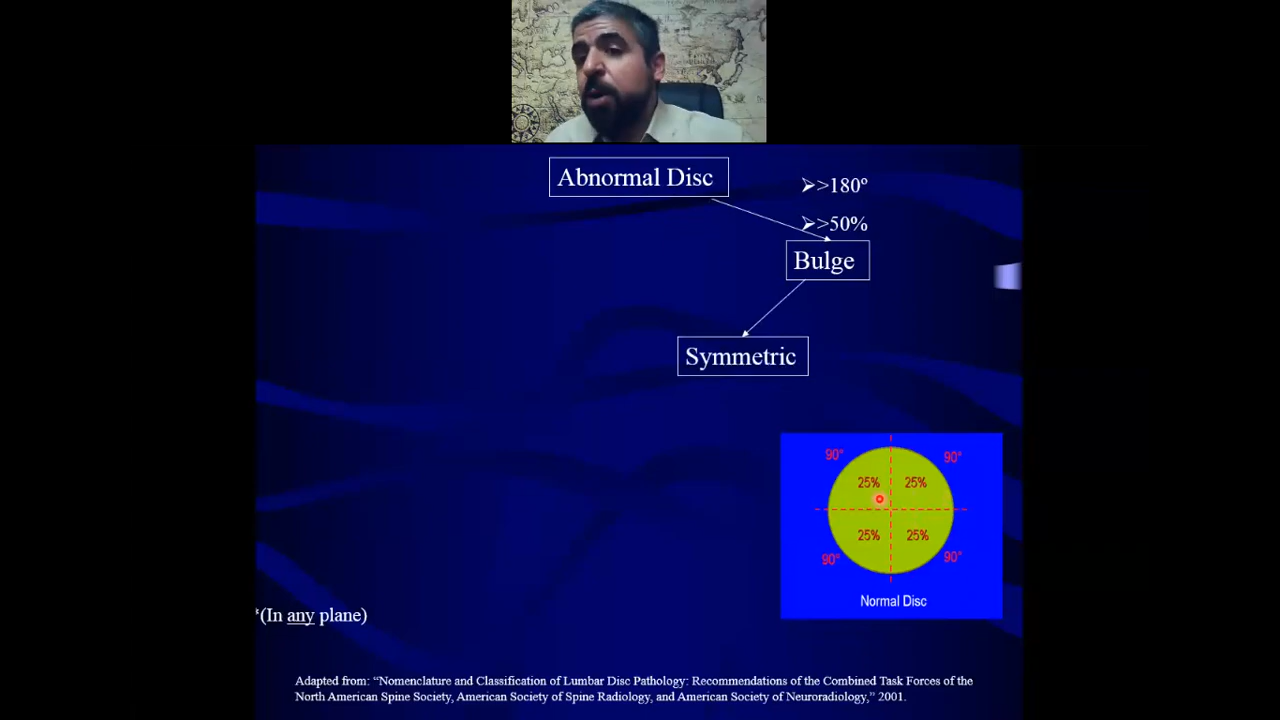 Abnormal Disc
➢>180º
➢>50%
Bulge
Symmetric
90°
90°
25%
25%
25%
25%
90°
90°
Normal Disc
*(In any plane)
Adapted from: “Nomenclature and Classification of Lumbar Disc Pathology: Recommendations of the Combined Task Forces of the
North American Spine Society, American Society of Spine Radiology, and American Society of Neuroradiology,” 2001.